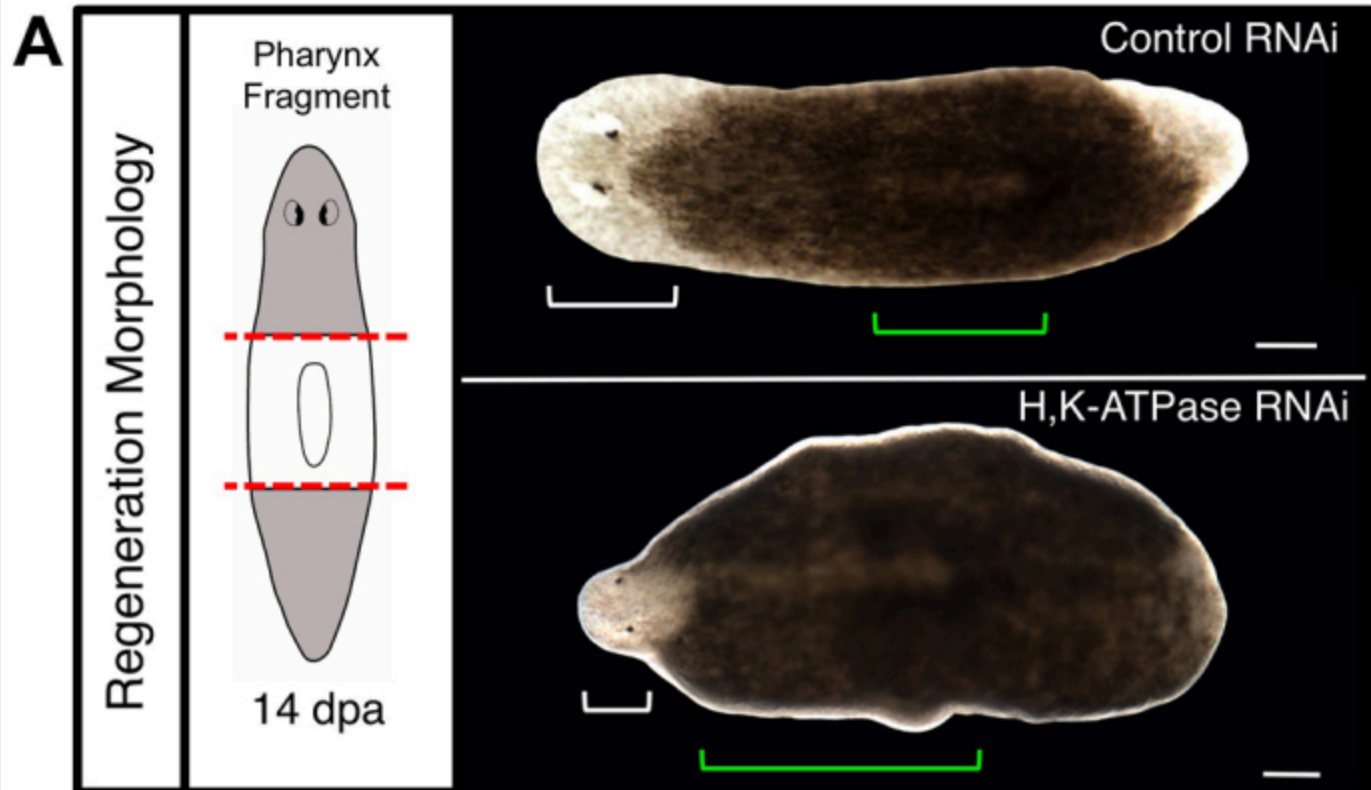 A
Regeneration Morphology
Pharynx
Fragment
14 dpa
Control RNAi
H,K-ATPase RNAi